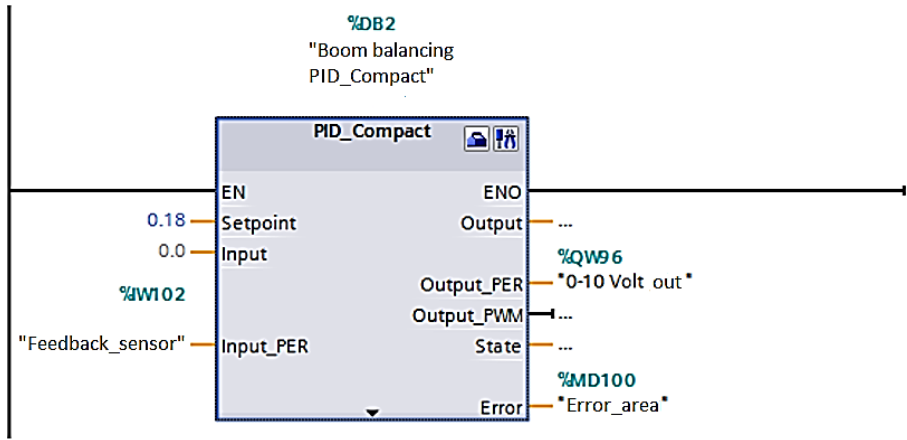 %DB2
"Boom balancing
PID_Compact"
PID_Compact
EN ENO
0.18 Setpoint Output ...
0.0 Input
%QW96
Output_PER "0-10 Volt out"
%IW102
Output_PWM ...
"Feedback_sensor" Input_PER State ...
%MD100
Error "Error_area"